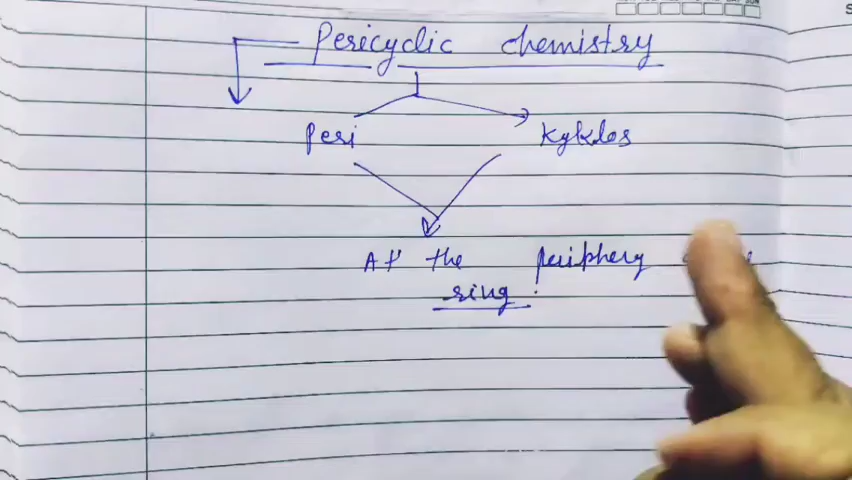 Pericyclic chemistry
Peri Kyklos
At the periphery
ring.